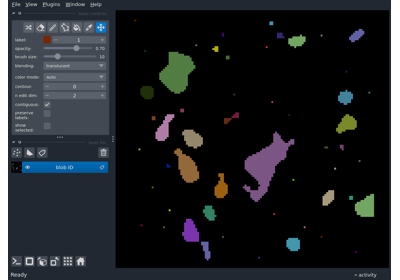 File View Plugins Window Help
label: 1
opacity: 0.70
brush size: 10
blending: translucent
color mode: auto
contour: 0
n edit dim: 2
contiguous:
preserve labels:
show selected:
blob ID
Ready
activity